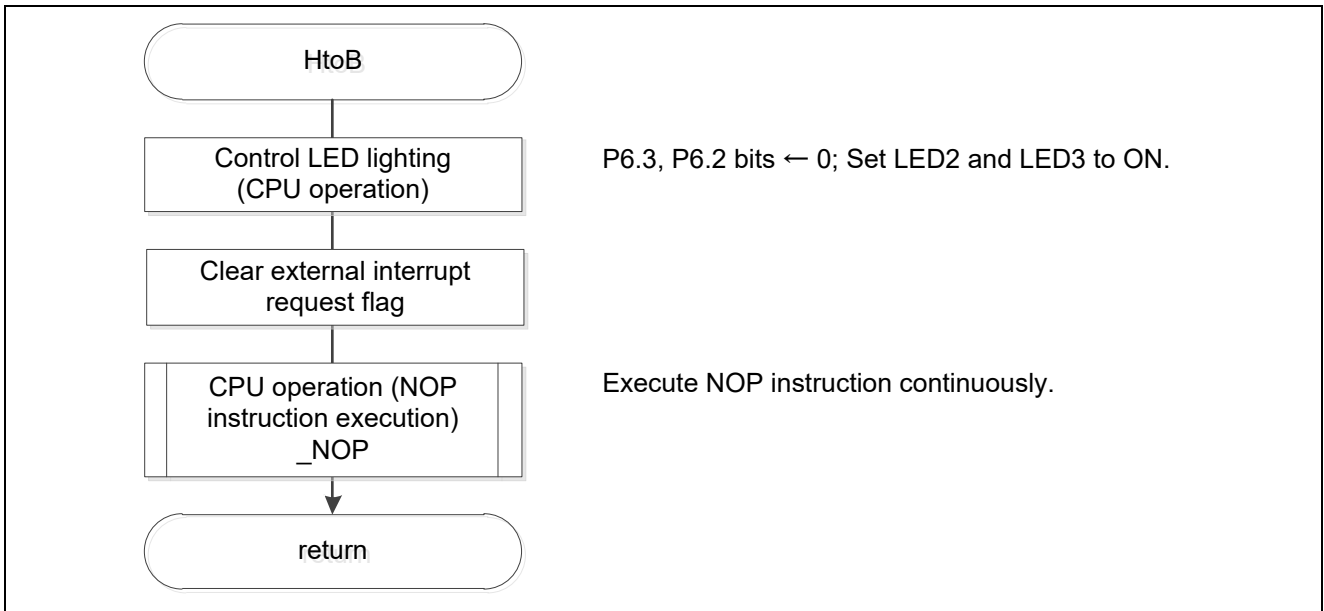 HtoB
Control LED lighting
(CPU operation)
P6.3, P6.2 bits ← 0; Set LED2 and LED3 to ON.
Clear external interrupt
request flag
CPU operation (NOP
instruction execution)
_NOP
Execute NOP instruction continuously.
return